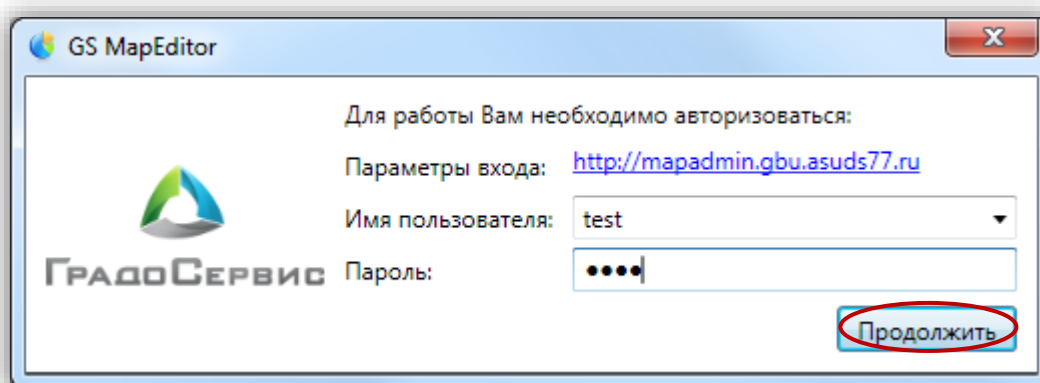 GS MapEditor
Для работы Вам необходимо авторизоваться:
Параметры входа: http://mapadmin.gbu.asuds77.ru
Имя пользователя: test
ГрадоСервис
Пароль: ●●●●
Продолжить